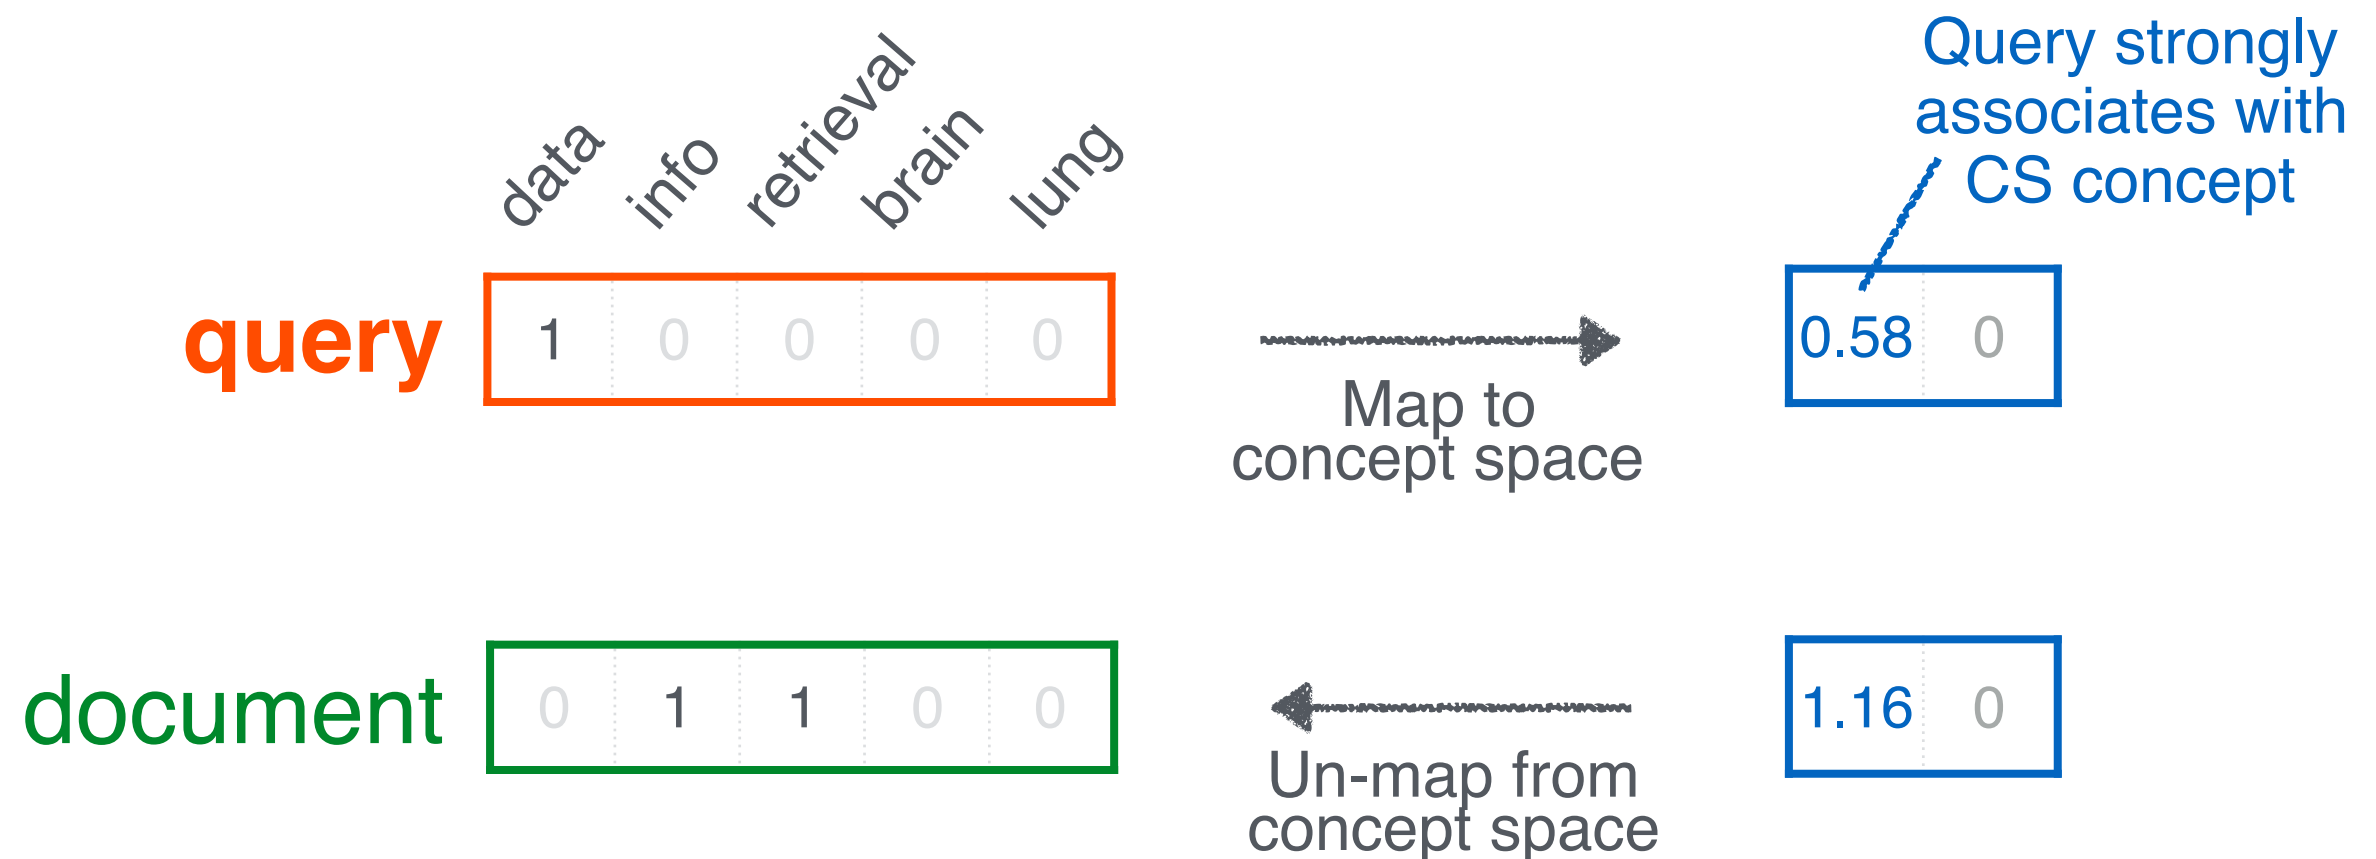 Query strongly
associates with
CS concept
data info retrieval brain lung
query 1 0 0 0 0 0.58 0
Map to
concept space
document 0 1 1 0 0 1.16 0
Un-map from
concept space